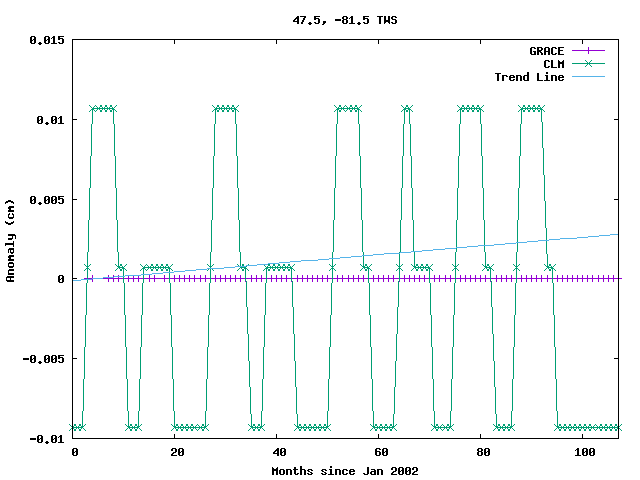 47.5, -81.5 TWS
0.015
0.01
0.005
0
-0.005
-0.01
Anomaly (cm)
GRACE
CLM
Trend Line
0 20 40 60 80 100
Months since Jan 2002